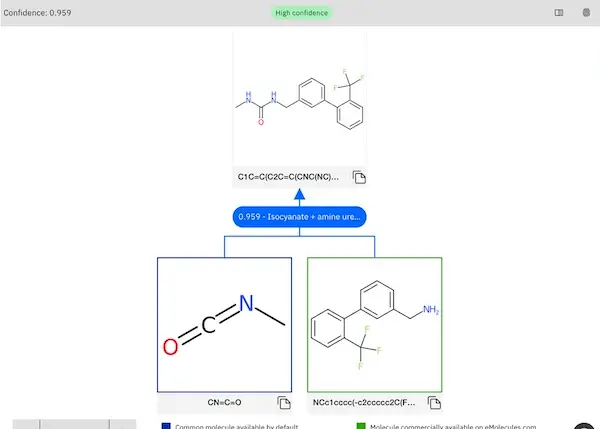 Confidence: 0.959
High confidence
F
F
F
H
N
H
N
O
C1C=C(C2C=C(CNC(NC)...
0.959 - Isocyanate + amine ure...
N
C
O
NH2
F
F
F
CN=C=O
NCc1cccc(-c2ccccc2C(F...
Common molecule available by default
Molecule commercially available on eMolecules.com